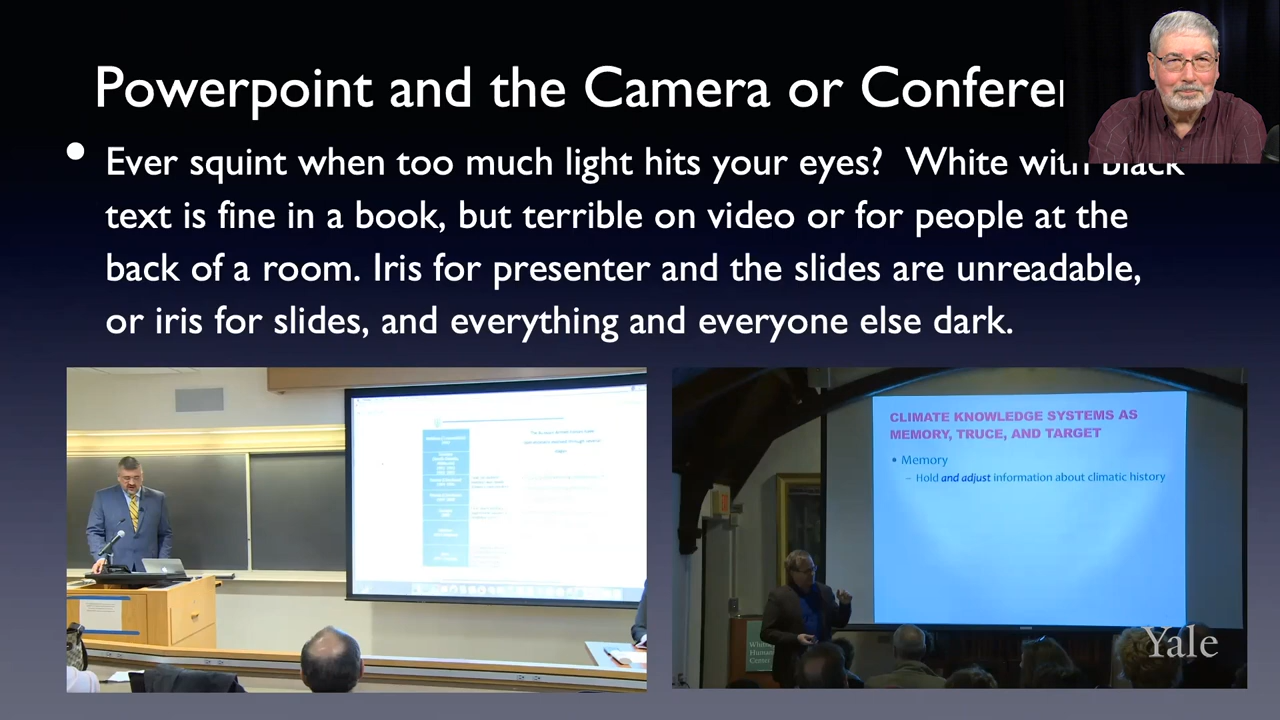 Powerpoint and the Camera or Conferen
• Ever squint when too much light hits your eyes? White with black
text is fine in a book, but terrible on video or for people at the
back of a room. Iris for presenter and the slides are unreadable,
or iris for slides, and everything and everyone else dark.
CLIMATE KNOWLEDGE SYSTEMS AS
MEMORY, TRUCE, AND TARGET
• Memory
– Hold and adjust information about climatic history
Yale